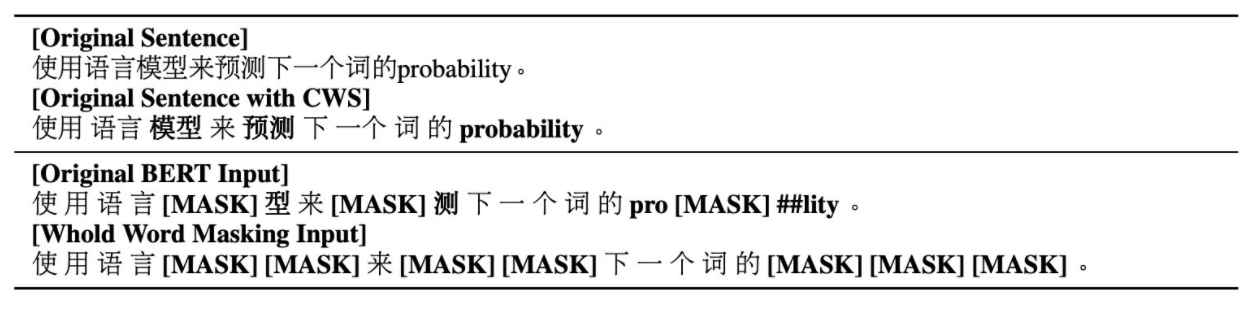 [Original Sentence]
使用语言模型来预测下一个词的probability。
[Original Sentence with CWS]
使用 语言 模型 来 预测 下 一个 词 的 probability 。
[Original BERT Input]
使 用 语 言 [MASK] 型 来 [MASK] 测 下 一 个 词 的 pro [MASK] ##lity 。
[Whold Word Masking Input]
使 用 语 言 [MASK] [MASK] 来 [MASK] [MASK] 下 一 个 词 的 [MASK] [MASK] [MASK] 。